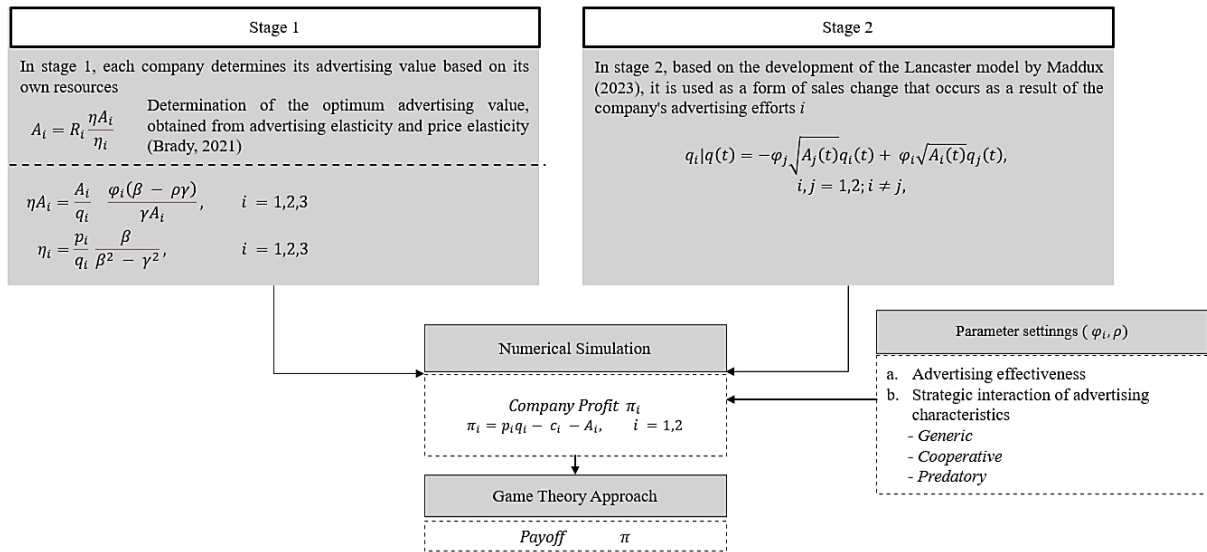 Stage 1
In stage 1, each company determines its advertising value based on its
own resources
A_i = R_i ηA_i / η_i
Determination of the optimum advertising value,
obtained from advertising elasticity and price elasticity
(Brady, 2021)
ηA_i = A_i / q_i φ_i(β − ργ) / γA_i, i = 1,2,3
η_i = p_i / q_i β / β² − γ², i = 1,2,3
Stage 2
In stage 2, based on the development of the Lancaster model by Maddux
(2023), it is used as a form of sales change that occurs as a result of the
company's advertising efforts i
q_i|q(t) = −φ_j√A_j(t)q_i(t) + φ_i√A_i(t)q_j(t),
i,j = 1,2; i ≠ j,
Numerical Simulation
Company Profit π_i
π_i = p_iq_i − c_i − A_i, i = 1,2
Parameter settinngs ( φ_i, ρ)
a. Advertising effectiveness
b. Strategic interaction of advertising
characteristics
- Generic
- Cooperative
- Predatory
Game Theory Approach
Payoff π